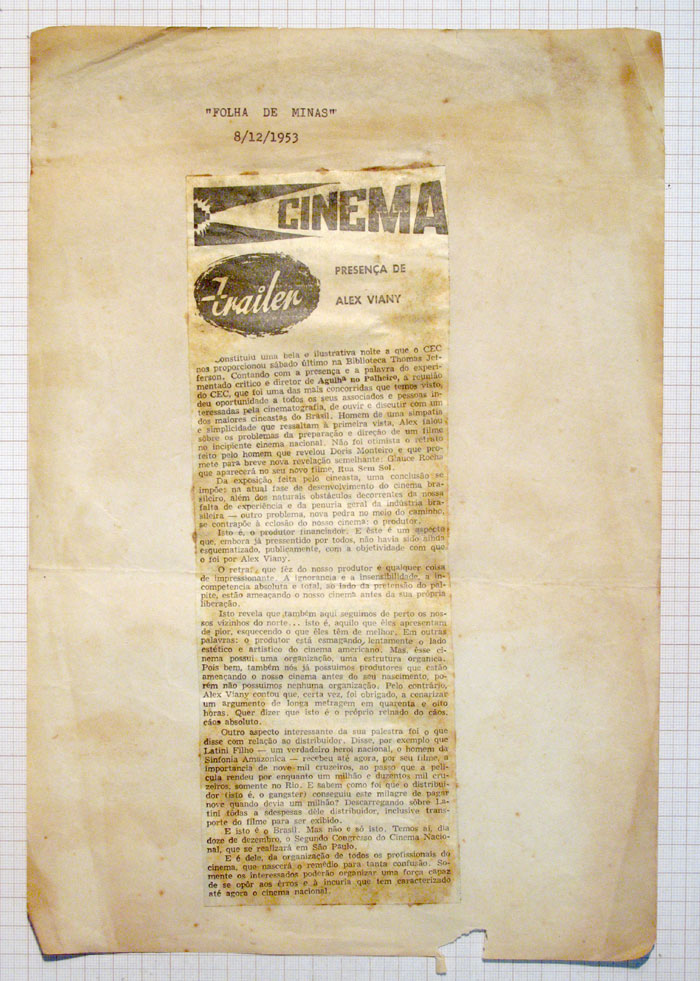 "FOLHA DE MINAS"
8/12/1953
CINEMA
Trailer
PRESENÇA DE
ALEX VIANY
onstituiu uma bela e ilustrativa noite a que o CEC
nos proporcionou sábado último na Biblioteca Thomas Jef-
ferson. Contando com a presença e a palavra do experi-
mentado crítico e diretor de Agulha no Palheiro, a reunião
do CEC, que foi uma das mais concorridas que temos visto,
deu oportunidade a todos os seus associados e pessoas in-
teressadas pela cinematografia, de ouvir e discutir com um
dos maiores cineastas do Brasil. Homem de uma simpatia
e simplicidade que ressaltam à primeira vista, Alex falou
sôbre os problemas da preparação e direção de um filme
no incipiente cinema nacional. Não foi otimista o retrato
feito pelo homem que revelou Doris Monteiro e que pro-
mete para breve nova revelação semelhante: Glauce Rocha
que aparecerá no seu novo filme, Rua Sem Sol.
Da exposição feita pelo cineasta, uma conclusão se
impõe: na atual fase de desenvolvimento do cinema bra-
sileiro, além dos naturais obstáculos decorrentes da nossa
falta de experiência e da penuria geral da indústria bra-
sileira — outro problema, nova pedra no meio do caminho,
se contrapõe à eclosão do nosso cinema: o produtor.
Isto é, o produtor financiador. E êste é um aspecto
que, embora já pressentido por todos, não havia sido ainda
esquematizado, publicamente, com a objetividade com que
o foi por Alex Viany.
O retrat que fêz do nosso produtor é qualquer coisa
de impressionante. A ignorancia e a insensibilidade, a in-
competencia absoluta e total, ao lado da pretensão do pal-
pite, estão ameaçando o nosso cinema antes da sua própria
liberação.
Isto revela que também aqui seguimos de perto os nos-
sos vizinhos do norte... isto é, aquilo que êles apresentam
de pior, esquecendo o que êles têm de melhor. Em outras
palavras: o produtor está esmagando lentamente o lado
estético e artístico do cinema americano. Mas, êsse ci-
nema possui uma organização, uma estrutura organica.
Pois bem, também nós já possuimos produtores que estão
ameaçando o nosso cinema antes do seu nascimento, po-
rém não possuimos nenhuma organização. Pelo contrário,
Alex Viany contou que, certa vez, foi obrigado, a cenarizar
um argumento de longa metragem em quarenta e oito
horas. Quer dizer que isto é o próprio reinado do cáos,
cáos absoluto.
Outro aspecto interessante da sua palestra foi o que
disse com relação ao distribuidor. Disse, por exemplo que
Latini Filho — um verdadeiro heroi nacional, o homem da
Sinfonia Amazonica — recebeu até agora, por seu filme, a
importancia de nove mil cruzeiros, ao passo que a pelí-
cula rendeu por enquanto um milhão e duzentos mil cru-
zeiros, somente no Rio. E sabem como foi que o distribui-
dor (isto é, o gangster) conseguiu este milagre de pagar
nove quando devia um milhão? Descarregando sôbre La-
tini todas a sdespesas dêle distribuidor, inclusive trans-
porte do filme para ser exibido.
E isto é o Brasil. Mas não e só isto. Temos aí, dia
doze de dezembro, o Segundo Congresso do Cinema Nacio-
nal, que se realizará em São Paulo.
E é dele, da organização de todos os profissionais do
cinema, que nascerá o remédio para tanta confusão. So-
mente os interessados poderão organizar uma força capaz
de se opôr aos êrros e à incuria que tem caracterizado
até agora o cinema nacional.